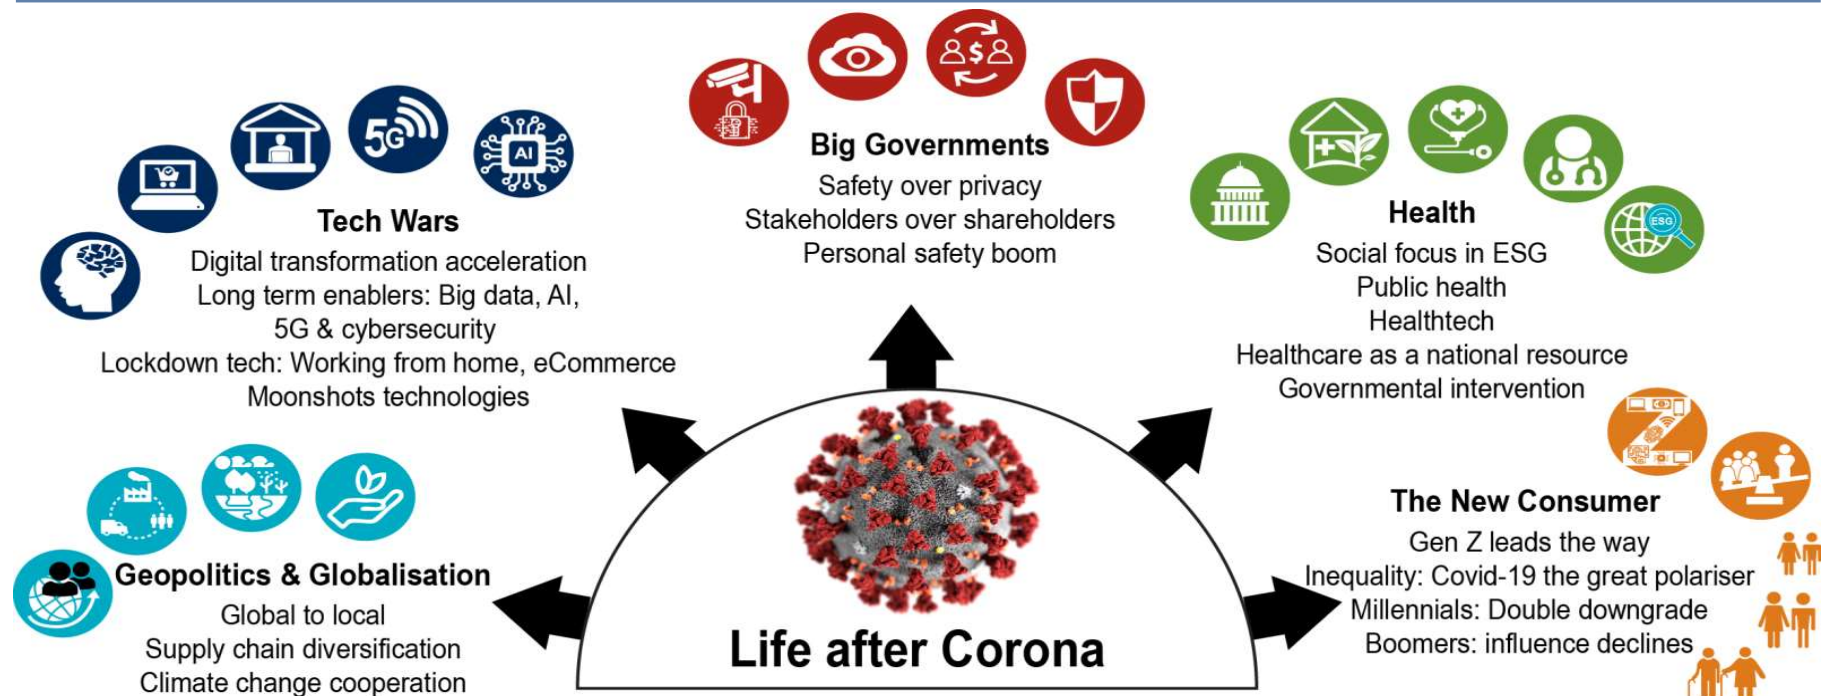 Big Governments
Safety over privacy
Stakeholders over shareholders
Personal safety boom
5G
AI
Tech Wars
Digital transformation acceleration
Long term enablers: Big data, AI,
5G & cybersecurity
Lockdown tech: Working from home, eCommerce
Moonshots technologies
$
ESG
Health
Social focus in ESG
Public health
Healthtech
Healthcare as a national resource
Governmental intervention
Geopolitics & Globalisation
Global to local
Supply chain diversification
Climate change cooperation
Z
The New Consumer
Gen Z leads the way
Inequality: Covid-19 the great polariser
Millennials: Double downgrade
Boomers: influence declines
Life after Corona